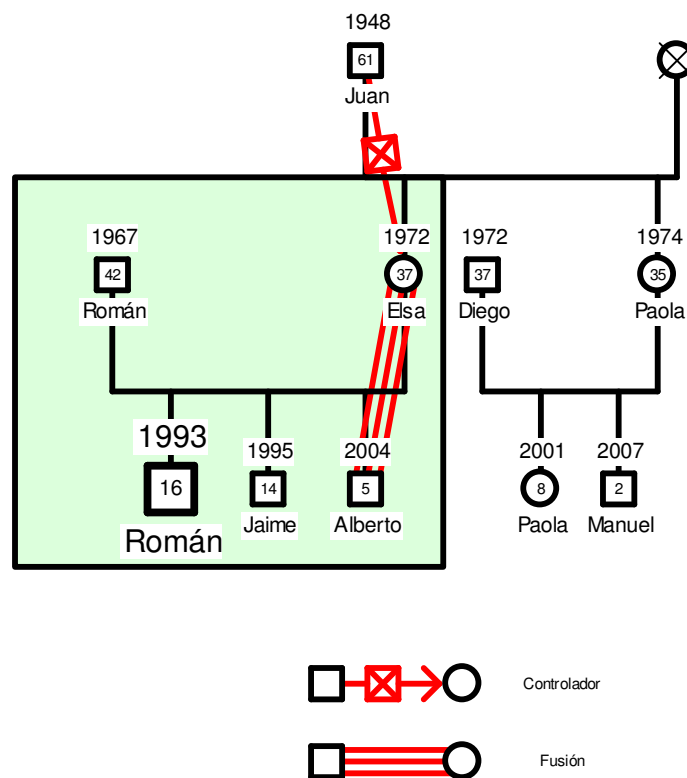 1948
61
Juan
1967
1972
1972
1974
42
37
37
35
Román
Elsa
Diego
Paola
1993
1995
2004
2001
2007
16
14
5
8
2
Román
Jaime
Alberto
Paola
Manuel
Controlador
Fusión